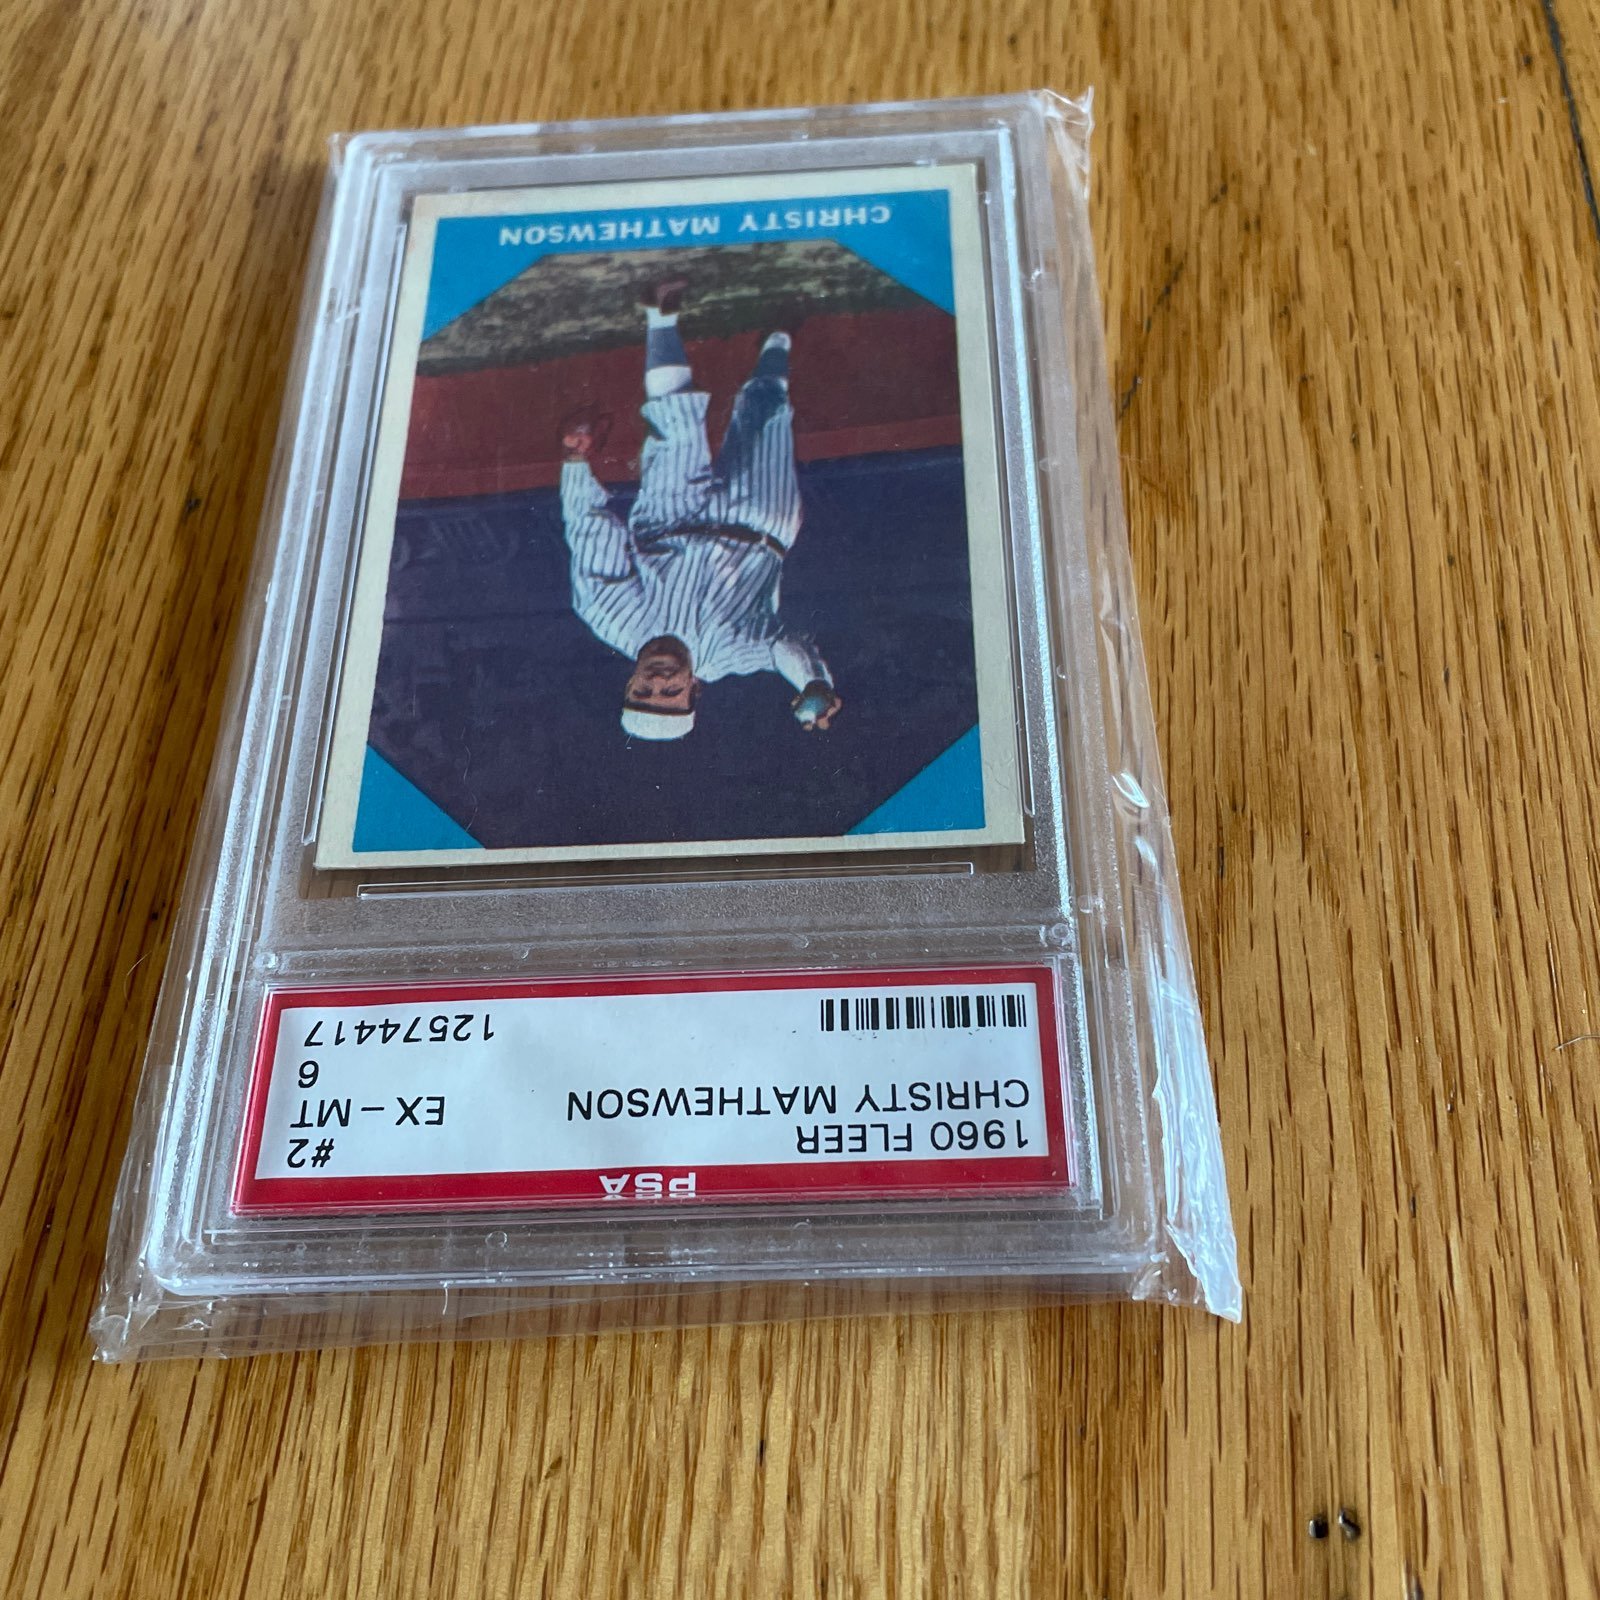 PSA
1960 FLEER #2
CHRISTY MATHEWSON EX - MT
6
12574417
CHRISTY MATHEWSON